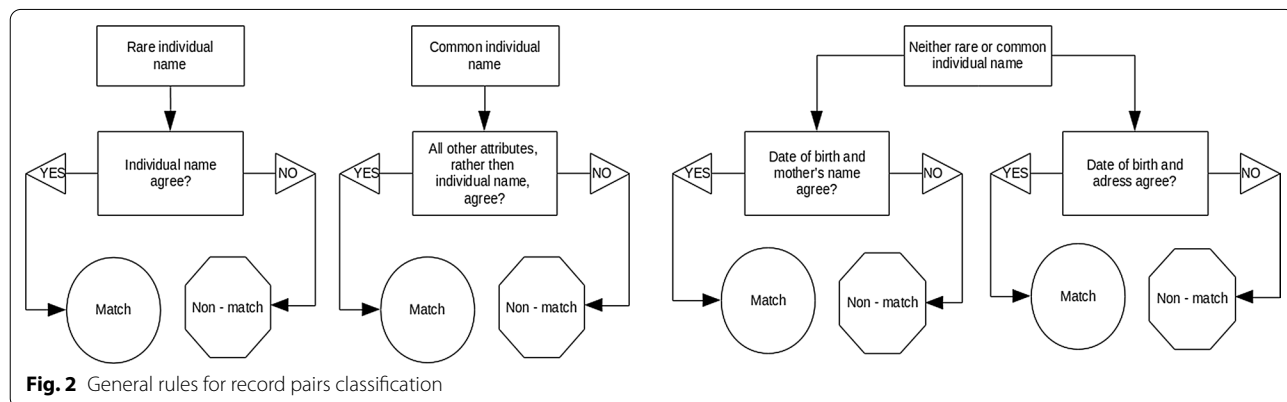 Rare individual
name
Individual name
agree?
YES
NO
Match
Non - match
Common individual
name
All other attributes,
rather then
individual name,
agree?
YES
NO
Match
Non - match
Neither rare or common
individual name
Date of birth and
mother's name
agree?
YES
NO
Match
Non - match
Date of birth and
adress agree?
YES
NO
Match
Non - match
Fig. 2 General rules for record pairs classification